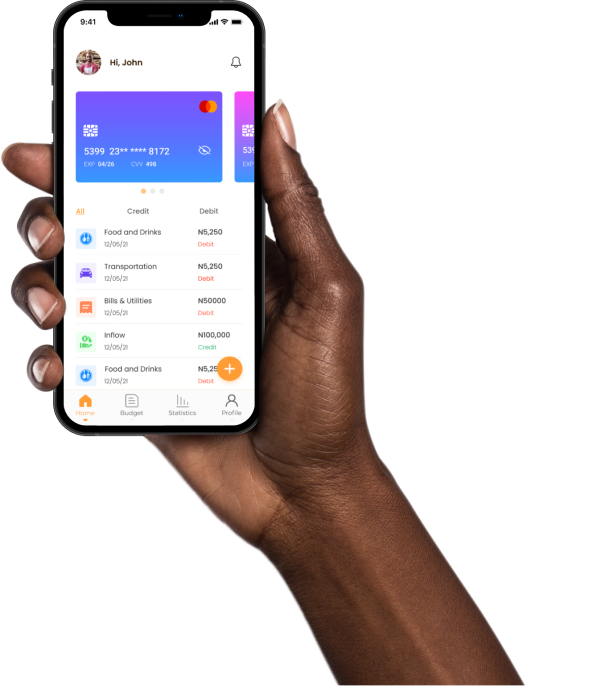 9:41
Hi, John
5399 23** **** 8172
EXP 04/26 CVV 498
539
EXP
All Credit Debit
Food and Drinks N5,250
12/05/21 Debit
Transportation N5,250
12/05/21 Debit
Bills & Utilities N50000
12/05/21 Debit
Inflow N100,000
12/05/21 Credit
Food and Drinks N5,25
12/05/21 Debit
Home Budget Statistics Profile